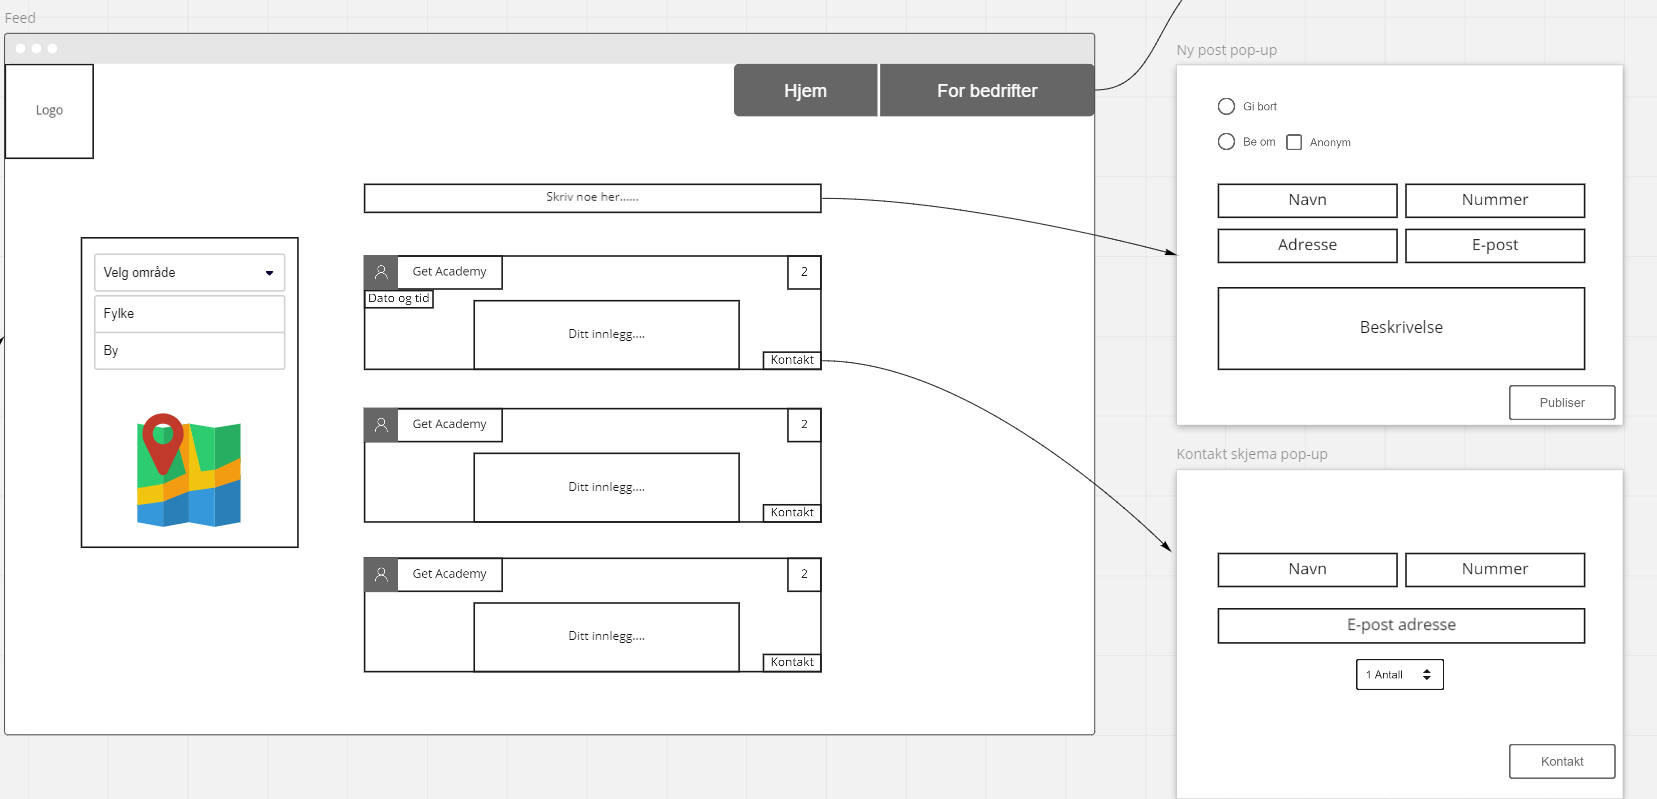 Feed
Logo
Hjem
For bedrifter
Skriv noe her......
Velg område
Fylke
By
Get Academy
2
Dato og tid
Ditt innlegg....
Kontakt
Get Academy
2
Ditt innlegg....
Kontakt
Get Academy
2
Ditt innlegg....
Kontakt
Ny post pop-up
Gi bort
Be om
Anonym
Navn
Nummer
Adresse
E-post
Beskrivelse
Publiser
Kontakt skjema pop-up
Navn
Nummer
E-post adresse
1 Antall
Kontakt